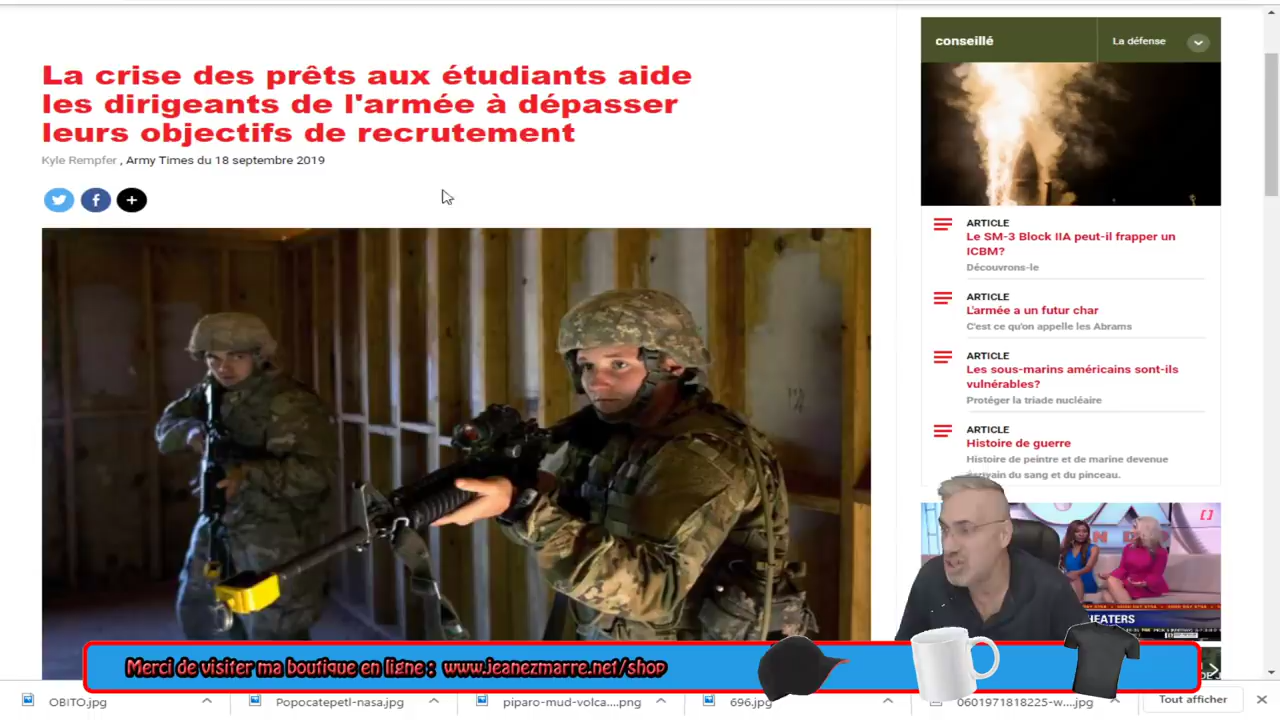 La crise des prêts aux étudiants aide
les dirigeants de l'armée à dépasser
leurs objectifs de recrutement
Kyle Rempfer , Army Times du 18 septembre 2019
conseillé
La défense
ARTICLE
Le SM-3 Block IIA peut-il frapper un
ICBM?
Découvrons-le
ARTICLE
L'armée a un futur char
C'est ce qu'on appelle les Abrams
ARTICLE
Les sous-marins américains sont-ils
vulnérables?
Protéger la triade nucléaire
ARTICLE
Histoire de guerre
Histoire de peintre et de marine devenue
écrivain du sang et du pinceau.
HEATERS
Merci de visiter ma boutique en ligne : www.jeanezmarre.net/shop
OBITO.jpg
Popocatepetl-nasa.jpg
piparo-mud-volca....png
696.jpg
0601971818225-w....jpg
Tout afficher